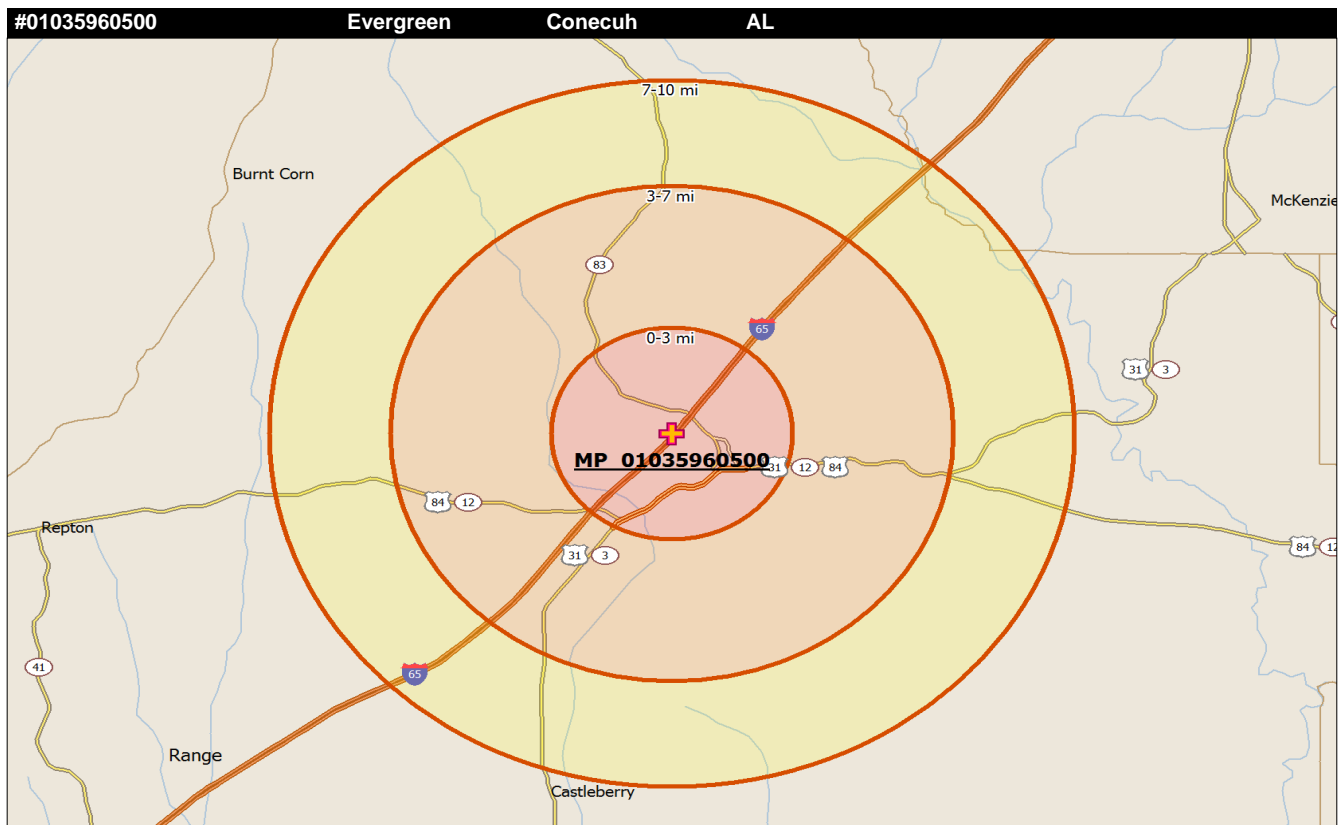 #01035960500 Evergreen Conecuh AL
7-10 mi
Burnt Corn
3-7 mi
McKenzie
83
65
0-3 mi
31 3
MP 01035960500
31 12 84
84 12
Repton
31 3
84 12
41
65
Range
Castleberry